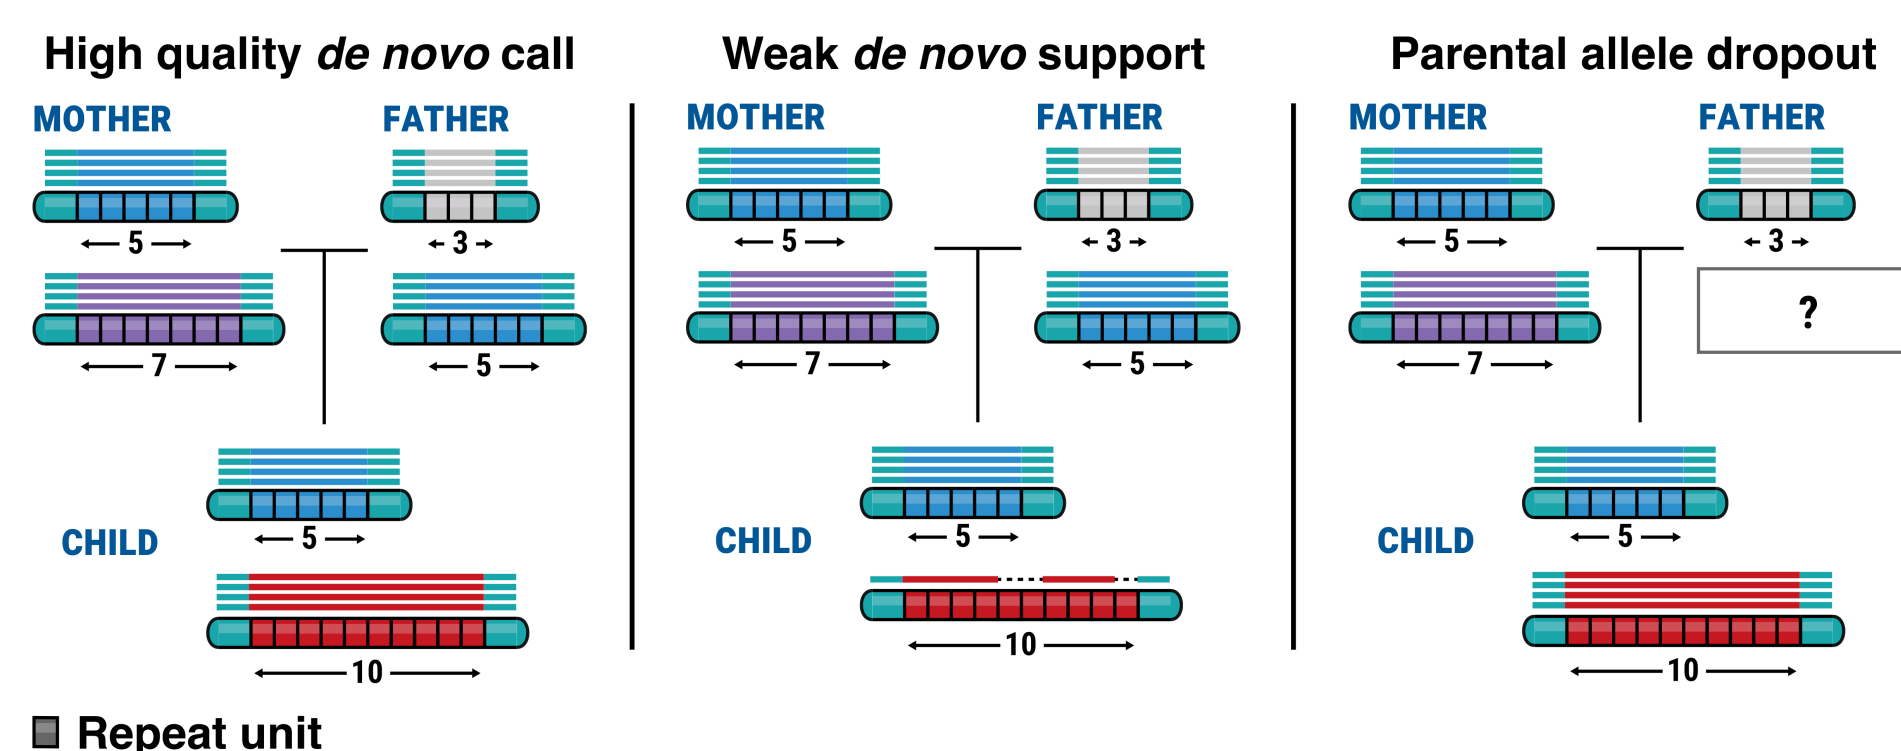 High quality de novo call
MOTHER
FATHER
5
3
7
5
CHILD
5
10
Weak de novo support
MOTHER
FATHER
5
3
7
5
CHILD
5
10
Parental allele dropout
MOTHER
FATHER
5
3
7
?
CHILD
5
10
Repeat unit